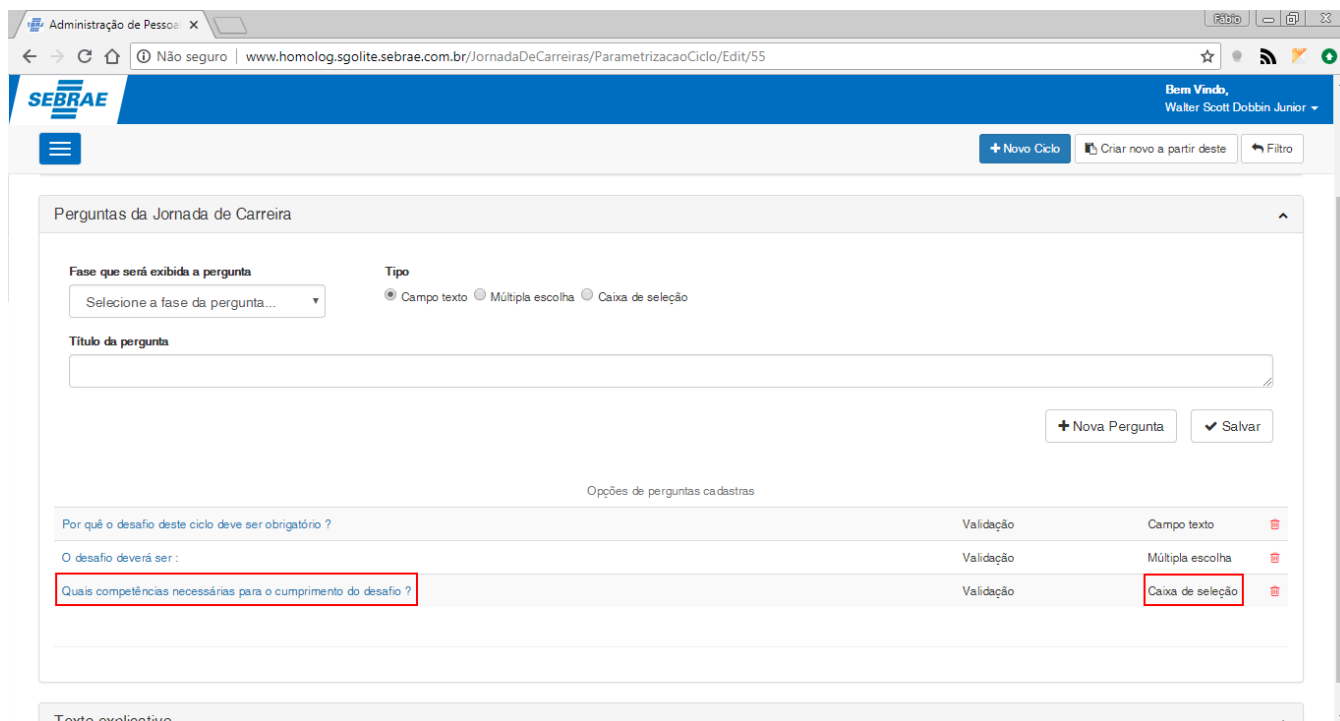 Administração de Pessoa
Fábio
Não seguro | www.homolog.sgolite.sebrae.com.br/JornadaDeCarreiras/ParametrizacaoCiclo/Edit/55
SEBRAE
Bem Vindo,
Walter Scott Dobbin Junior
Novo Ciclo Criar novo a partir deste Filtro
Perguntas da Jornada de Carreira
Fase que será exibida a pergunta Tipo
Selecione a fase da pergunta... Campo texto Múltipla escolha Caixa de seleção
Título da pergunta
Nova Pergunta Salvar
Opções de perguntas cadastras
Por quê o desafio deste ciclo deve ser obrigatório ? Validação Campo texto
O desafio deverá ser : Validação Múltipla escolha
Quais competências necessárias para o cumprimento do desafio ? Validação Caixa de seleção
Texto explicativo